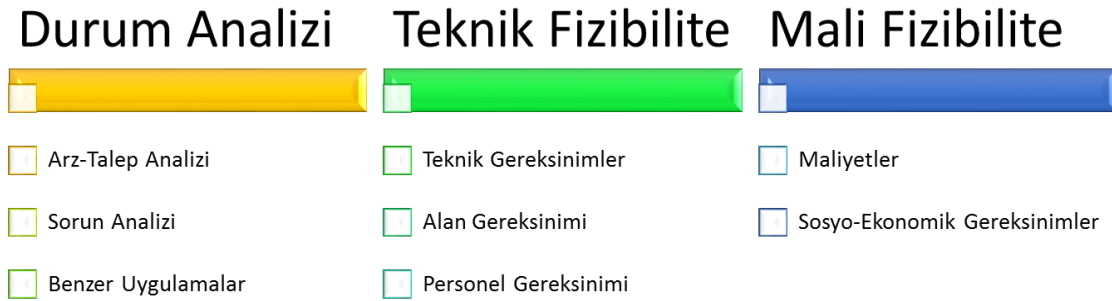 Durum Analizi
Arz-Talep Analizi
Sorun Analizi
Benzer Uygulamalar
Teknik Fizibilite
Teknik Gereksinimler
Alan Gereksinimi
Personel Gereksinimi
Mali Fizibilite
Maliyetler
Sosyo-Ekonomik Gereksinimler